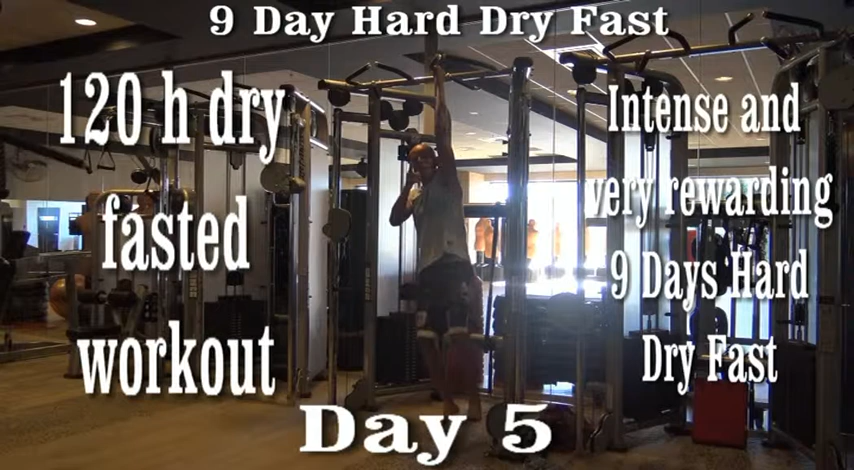 9 Day Hard Dry Fast
120 h dry
fasted
workout
Intense and
very rewarding
9 Days Hard
Dry Fast
Day 5